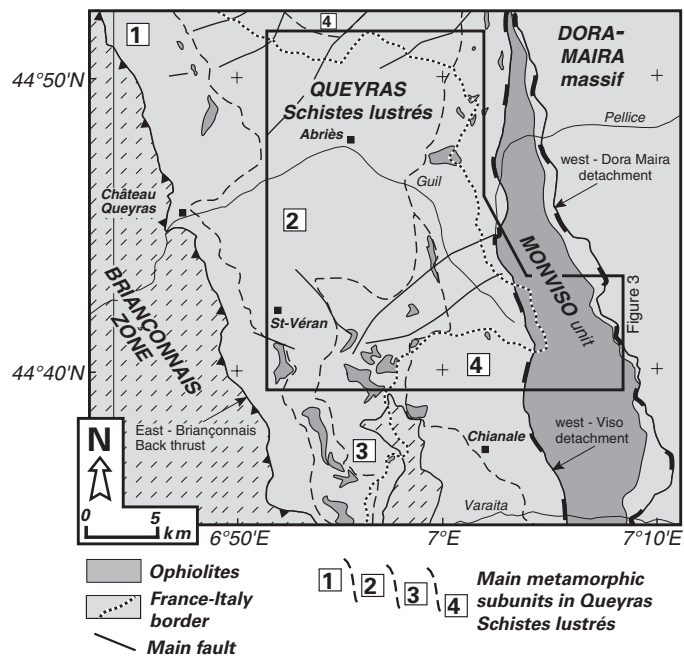 1
4
DORA-
MAIRA
massif
44°50'N
QUEYRAS
Schistes lustrés
Abriès
Pellice
Guil
west - Dora Maira
detachment
Château
Queyras
2
MONVISO unit
BRIANÇONNAIS
ZONE
St-Véran
Figure 3
44°40'N
4
East - Briançonnais
Back thrust
west - Viso
detachment
N
3
Chianale
Varaita
0 5
km
6°50'E
7°E
7°10'E
Ophiolites
France-Italy
border
Main fault
1 2 3 4
Main metamorphic
subunits in Queyras
Schistes lustrés